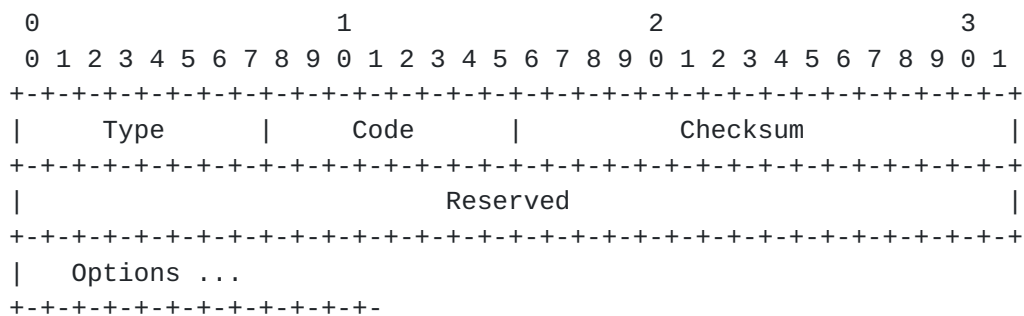 0                   1                   2                   3
 0 1 2 3 4 5 6 7 8 9 0 1 2 3 4 5 6 7 8 9 0 1 2 3 4 5 6 7 8 9 0 1
+-+-+-+-+-+-+-+-+-+-+-+-+-+-+-+-+-+-+-+-+-+-+-+-+-+-+-+-+-+-+-+-+
|     Type      |     Code      |          Checksum             |
+-+-+-+-+-+-+-+-+-+-+-+-+-+-+-+-+-+-+-+-+-+-+-+-+-+-+-+-+-+-+-+-+
|                           Reserved                            |
+-+-+-+-+-+-+-+-+-+-+-+-+-+-+-+-+-+-+-+-+-+-+-+-+-+-+-+-+-+-+-+-+
|   Options ...
+-+-+-+-+-+-+-+-+-+-+-+-